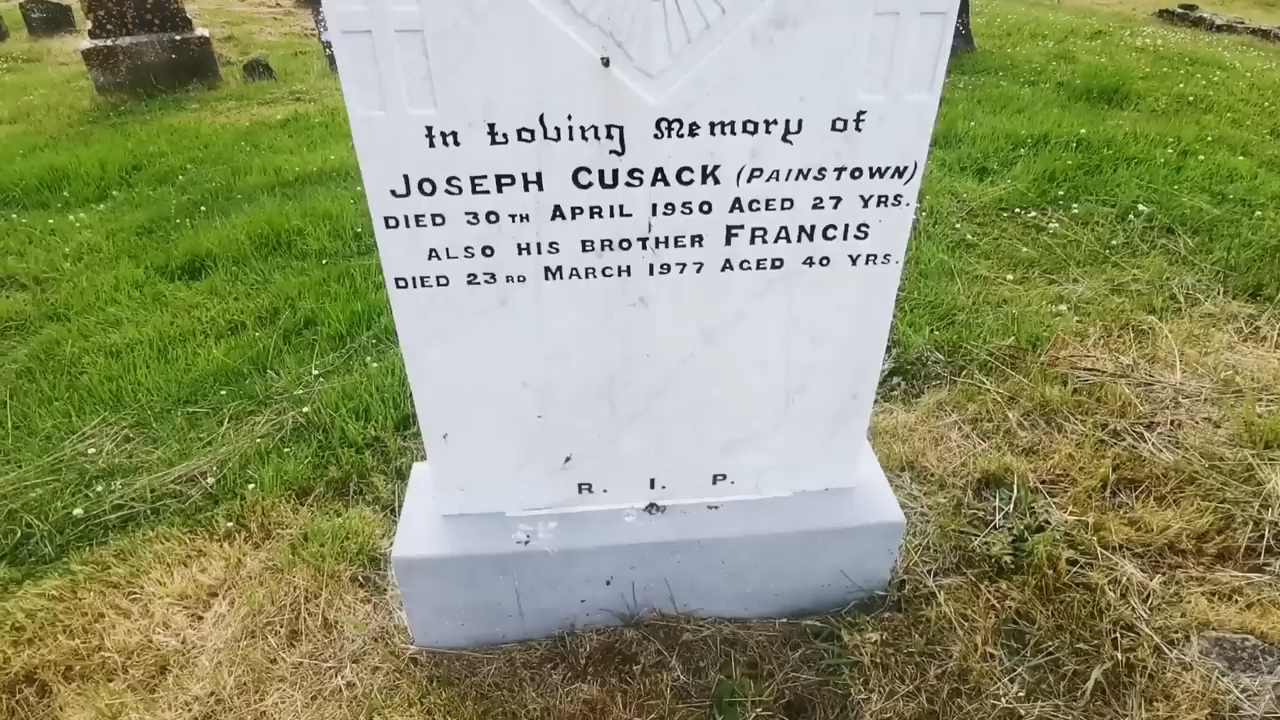 In Loving Memory of
JOSEPH CUSACK (PAINSTOWN)
DIED 30TH APRIL 1950 AGED 27 YRS.
ALSO HIS BROTHER FRANCIS
DIED 23RD MARCH 1977 AGED 40 YRS.
R. I. P.